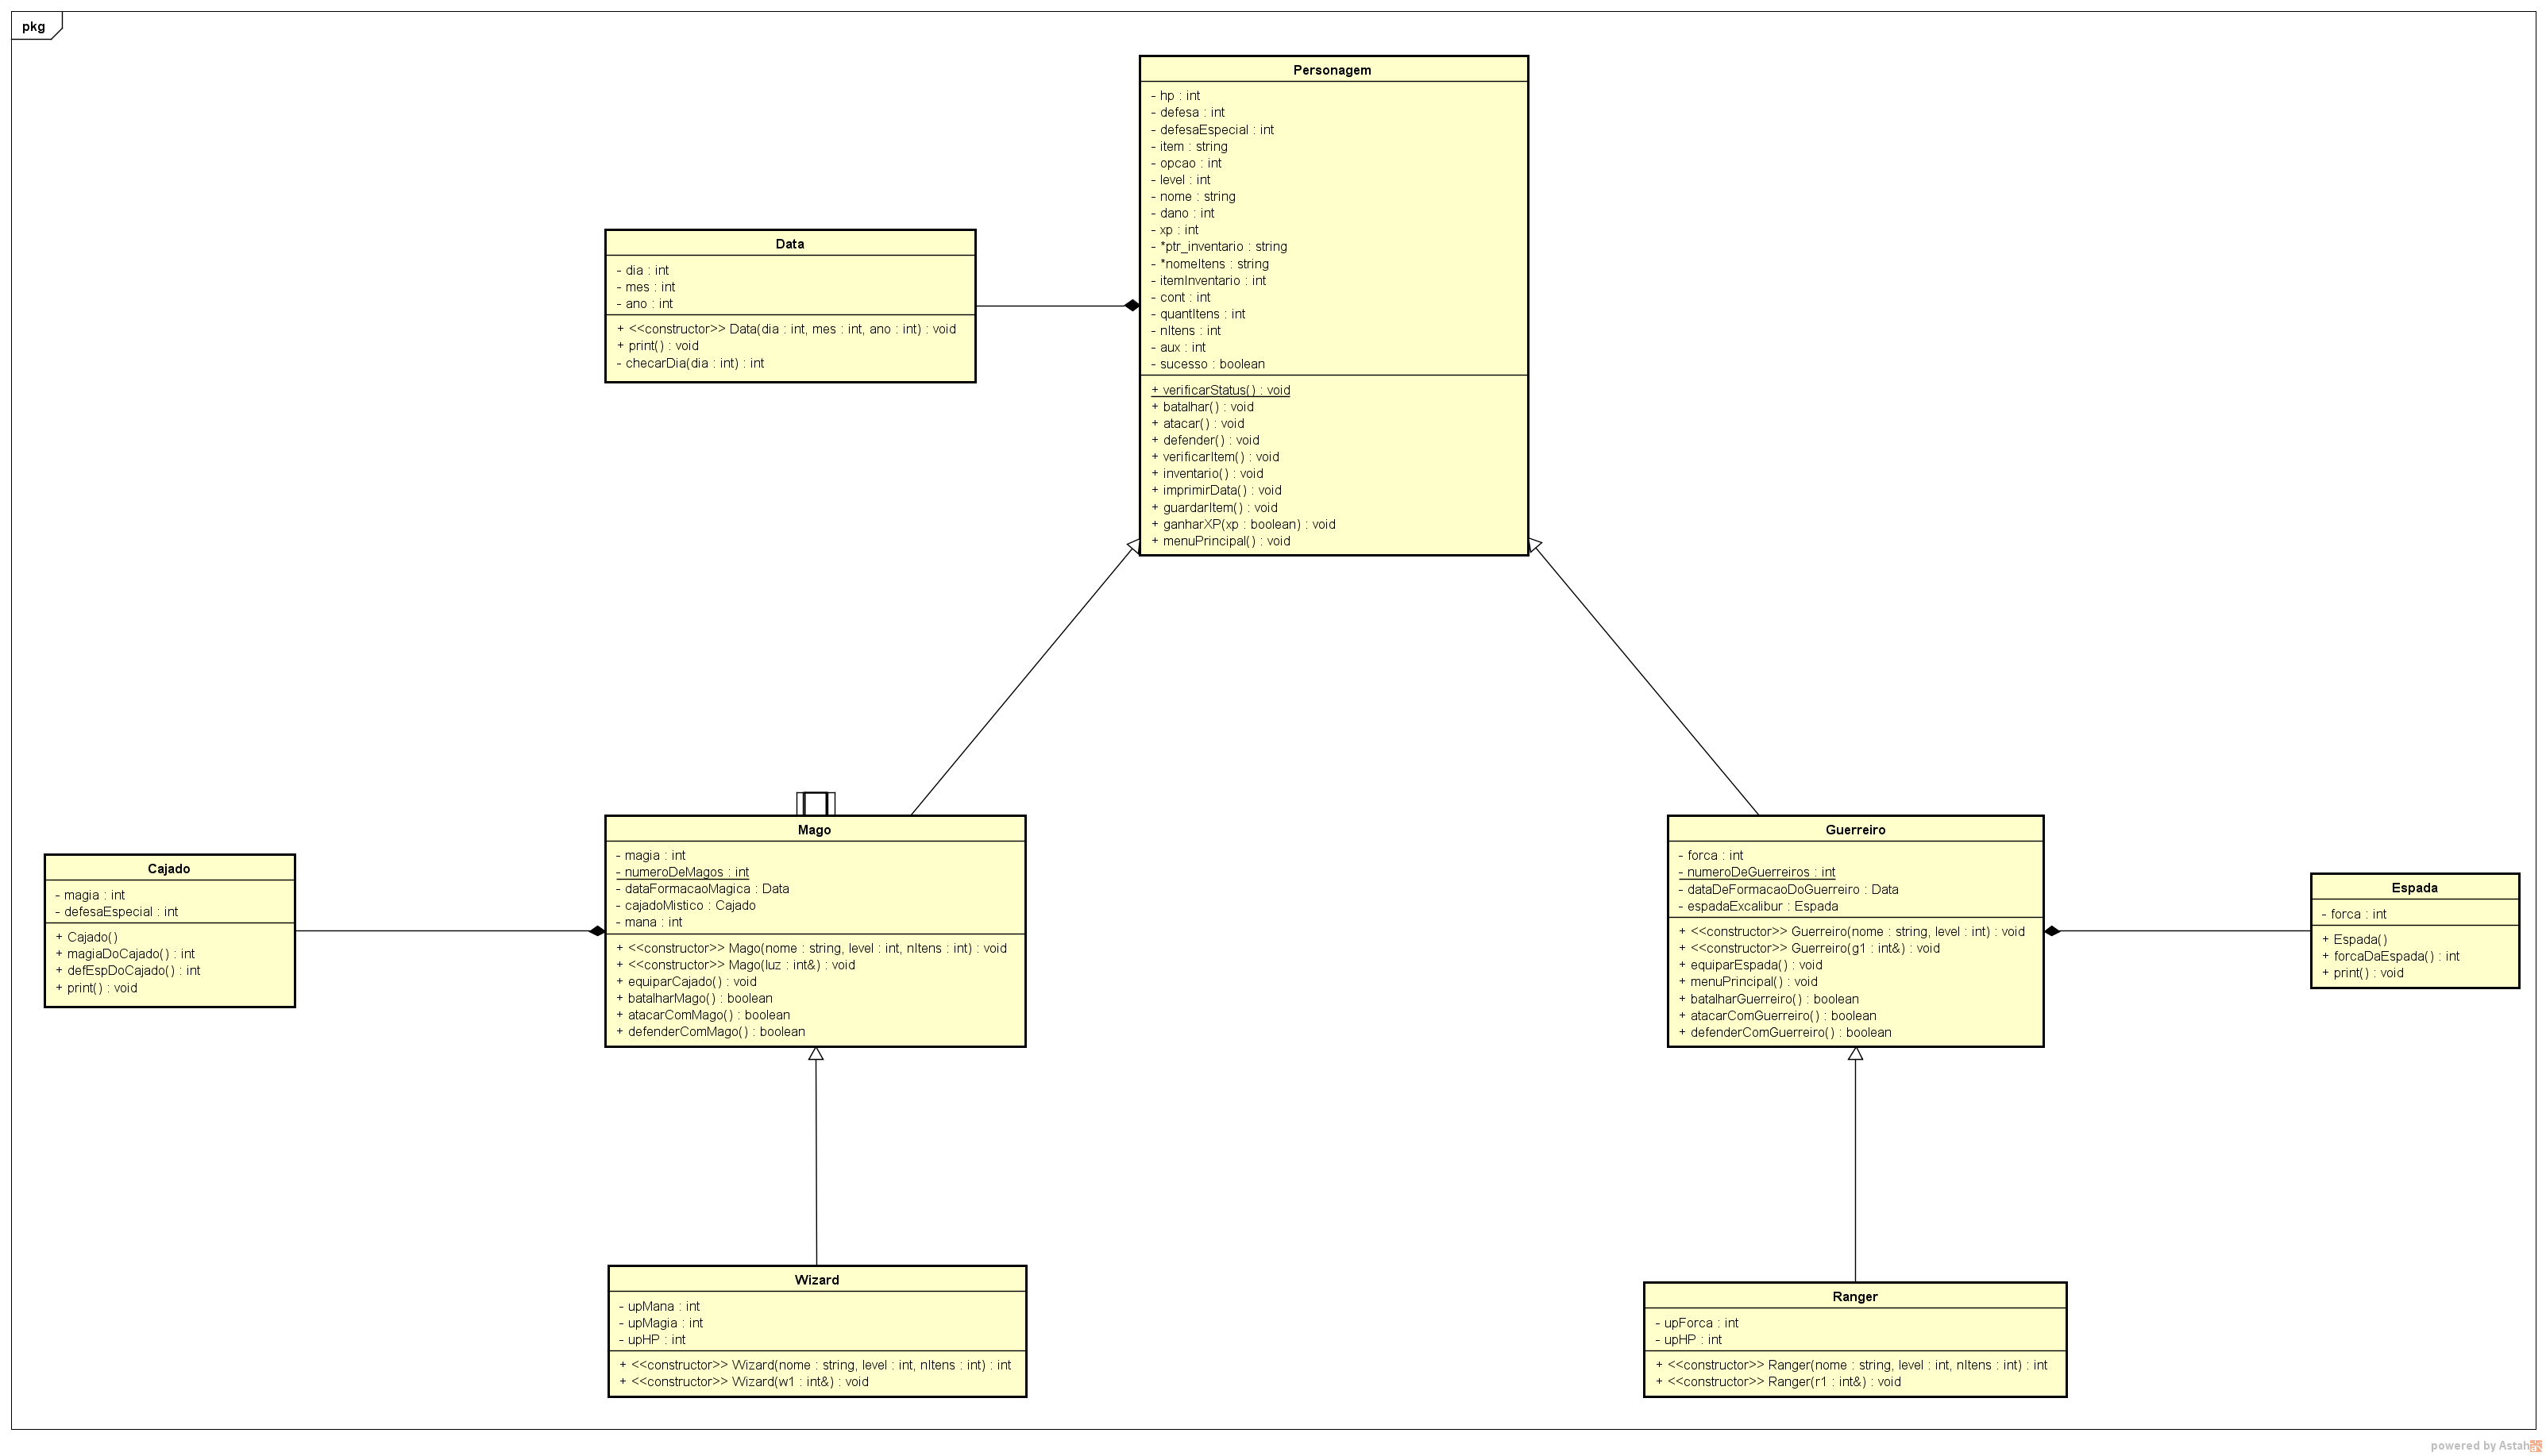 pkg
Personagem
- hp : int
- defesa : int
- defesaEspecial : int
- item : string
- opcao : int
- level : int
- nome : string
- dano : int
- xp : int
- *ptr_inventario : string
- *nomeItens : string
- itemInventario : int
- cont : int
- quantItens : int
- nItens : int
- aux : int
- sucesso : boolean
+ verificarStatus() : void
+ batalhar() : void
+ atacar() : void
+ defender() : void
+ verificarItem() : void
+ inventario() : void
+ imprimirData() : void
+ guardarItem() : void
+ ganharXP(xp : boolean) : void
+ menuPrincipal() : void
Data
- dia : int
- mes : int
- ano : int
+ <<constructor>> Data(dia : int, mes : int, ano : int) : void
+ print() : void
- checarDia(dia : int) : int
Cajado
- magia : int
- defesaEspecial : int
+ Cajado()
+ magiaDoCajado() : int
+ defEspDoCajado() : int
+ print() : void
Mago
- magia : int
- numeroDeMagos : int
- dataFormacaoMagica : Data
- cajadoMistico : Cajado
- mana : int
+ <<constructor>> Mago(nome : string, level : int, nItens : int) : void
+ <<constructor>> Mago(luz : int&) : void
+ equiparCajado() : void
+ batalharMago() : boolean
+ atacarComMago() : boolean
+ defenderComMago() : boolean
Guerreiro
- forca : int
- numeroDeGuerreiros : int
- dataDeFormacaoDoGuerreiro : Data
- espadaExcalibur : Espada
+ <<constructor>> Guerreiro(nome : string, level : int) : void
+ <<constructor>> Guerreiro(g1 : int&) : void
+ equiparEspada() : void
+ menuPrincipal() : void
+ batalharGuerreiro() : boolean
+ atacarComGuerreiro() : boolean
+ defenderComGuerreiro() : boolean
Espada
- forca : int
+ Espada()
+ forcaDaEspada() : int
+ print() : void
Wizard
- upMana : int
- upMagia : int
- upHP : int
+ <<constructor>> Wizard(nome : string, level : int, nItens : int) : int
+ <<constructor>> Wizard(w1 : int&) : void
Ranger
- upForca : int
- upHP : int
+ <<constructor>> Ranger(nome : string, level : int, nItens : int) : int
+ <<constructor>> Ranger(r1 : int&) : void
powered by Astah